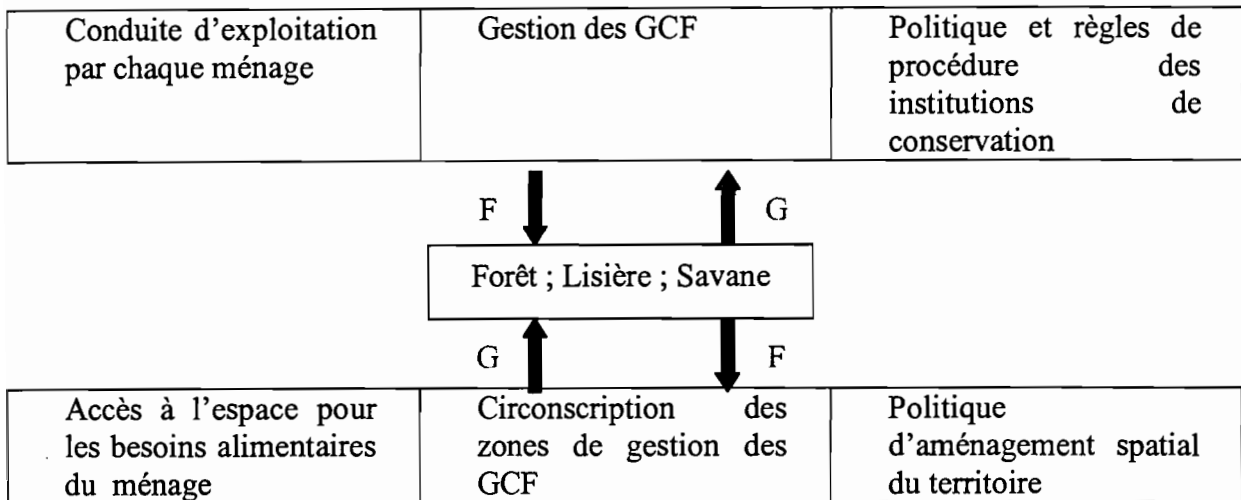 Conduite d'exploitation
par chaque ménage
Gestion des GCF
Politique et règles de
procédure des
institutions de
conservation
F
G
Forêt ; Lisière ; Savane
G
F
Accès à l'espace pour
les besoins alimentaires
du ménage
Circonscription des
zones de gestion des
GCF
Politique
d'aménagement spatial
du territoire